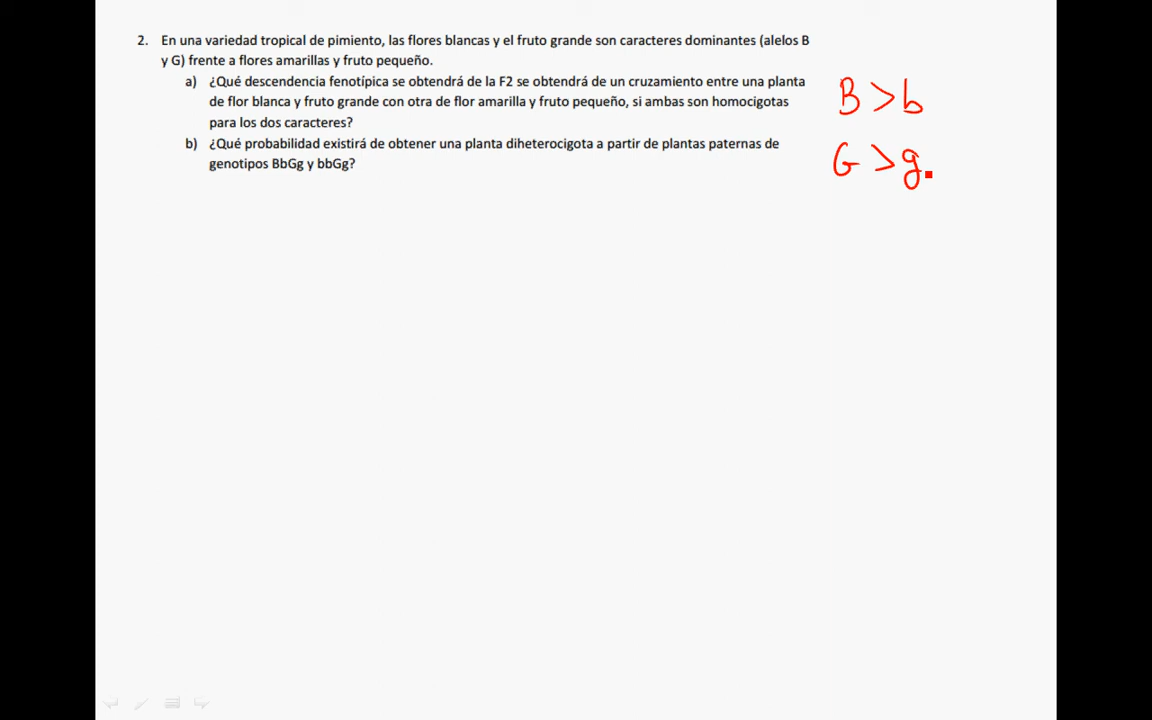 2. En una variedad tropical de pimiento, las flores blancas y el fruto grande son caracteres dominantes (alelos B
y G) frente a flores amarillas y fruto pequeño.
a) ¿Qué descendencia fenotípica se obtendrá de la F2 se obtendrá de un cruzamiento entre una planta
de flor blanca y fruto grande con otra de flor amarilla y fruto pequeño, si ambas son homocigotas
para los dos caracteres?
b) ¿Qué probabilidad existirá de obtener una planta diheterocigota a partir de plantas paternas de
genotipos BbGg y bbGg?
B > b
G > g